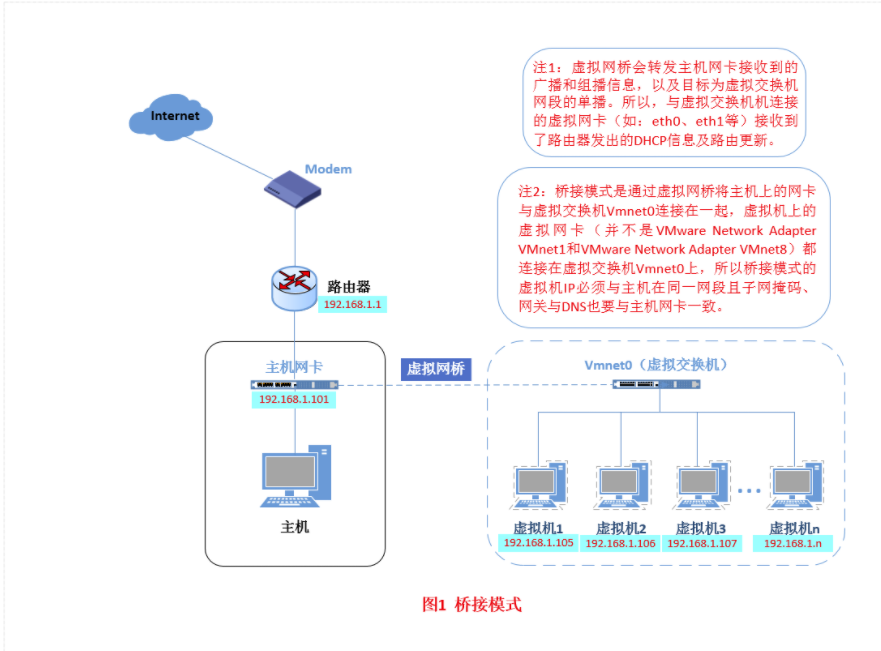 注1：虚拟网桥会转发主机网卡接收到的
广播和组播信息，以及目标为虚拟交换机
网段的单播。所以，与虚拟交换机机连接
的虚拟网卡（如：eth0、eth1等）接收到
了路由器发出的DHCP信息及路由更新。
Internet
Modem
注2：桥接模式是通过虚拟网桥将主机上的网卡
与虚拟交换机Vmnet0连接在一起，虚拟机上的
虚拟网卡（并不是VMware Network Adapter
VMnet1和VMware Network Adapter VMnet8）都
连接在虚拟交换机Vmnet0上，所以桥接模式的
虚拟机IP必须与主机在同一网段且子网掩码、
网关与DNS也要与主机网卡一致。
路由器
192.168.1.1
主机网卡
192.168.1.101
主机
虚拟网桥
Vmnet0（虚拟交换机）
虚拟机1
192.168.1.105
虚拟机2
192.168.1.106
虚拟机3
192.168.1.107
虚拟机n
192.168.1.n
图1 桥接模式